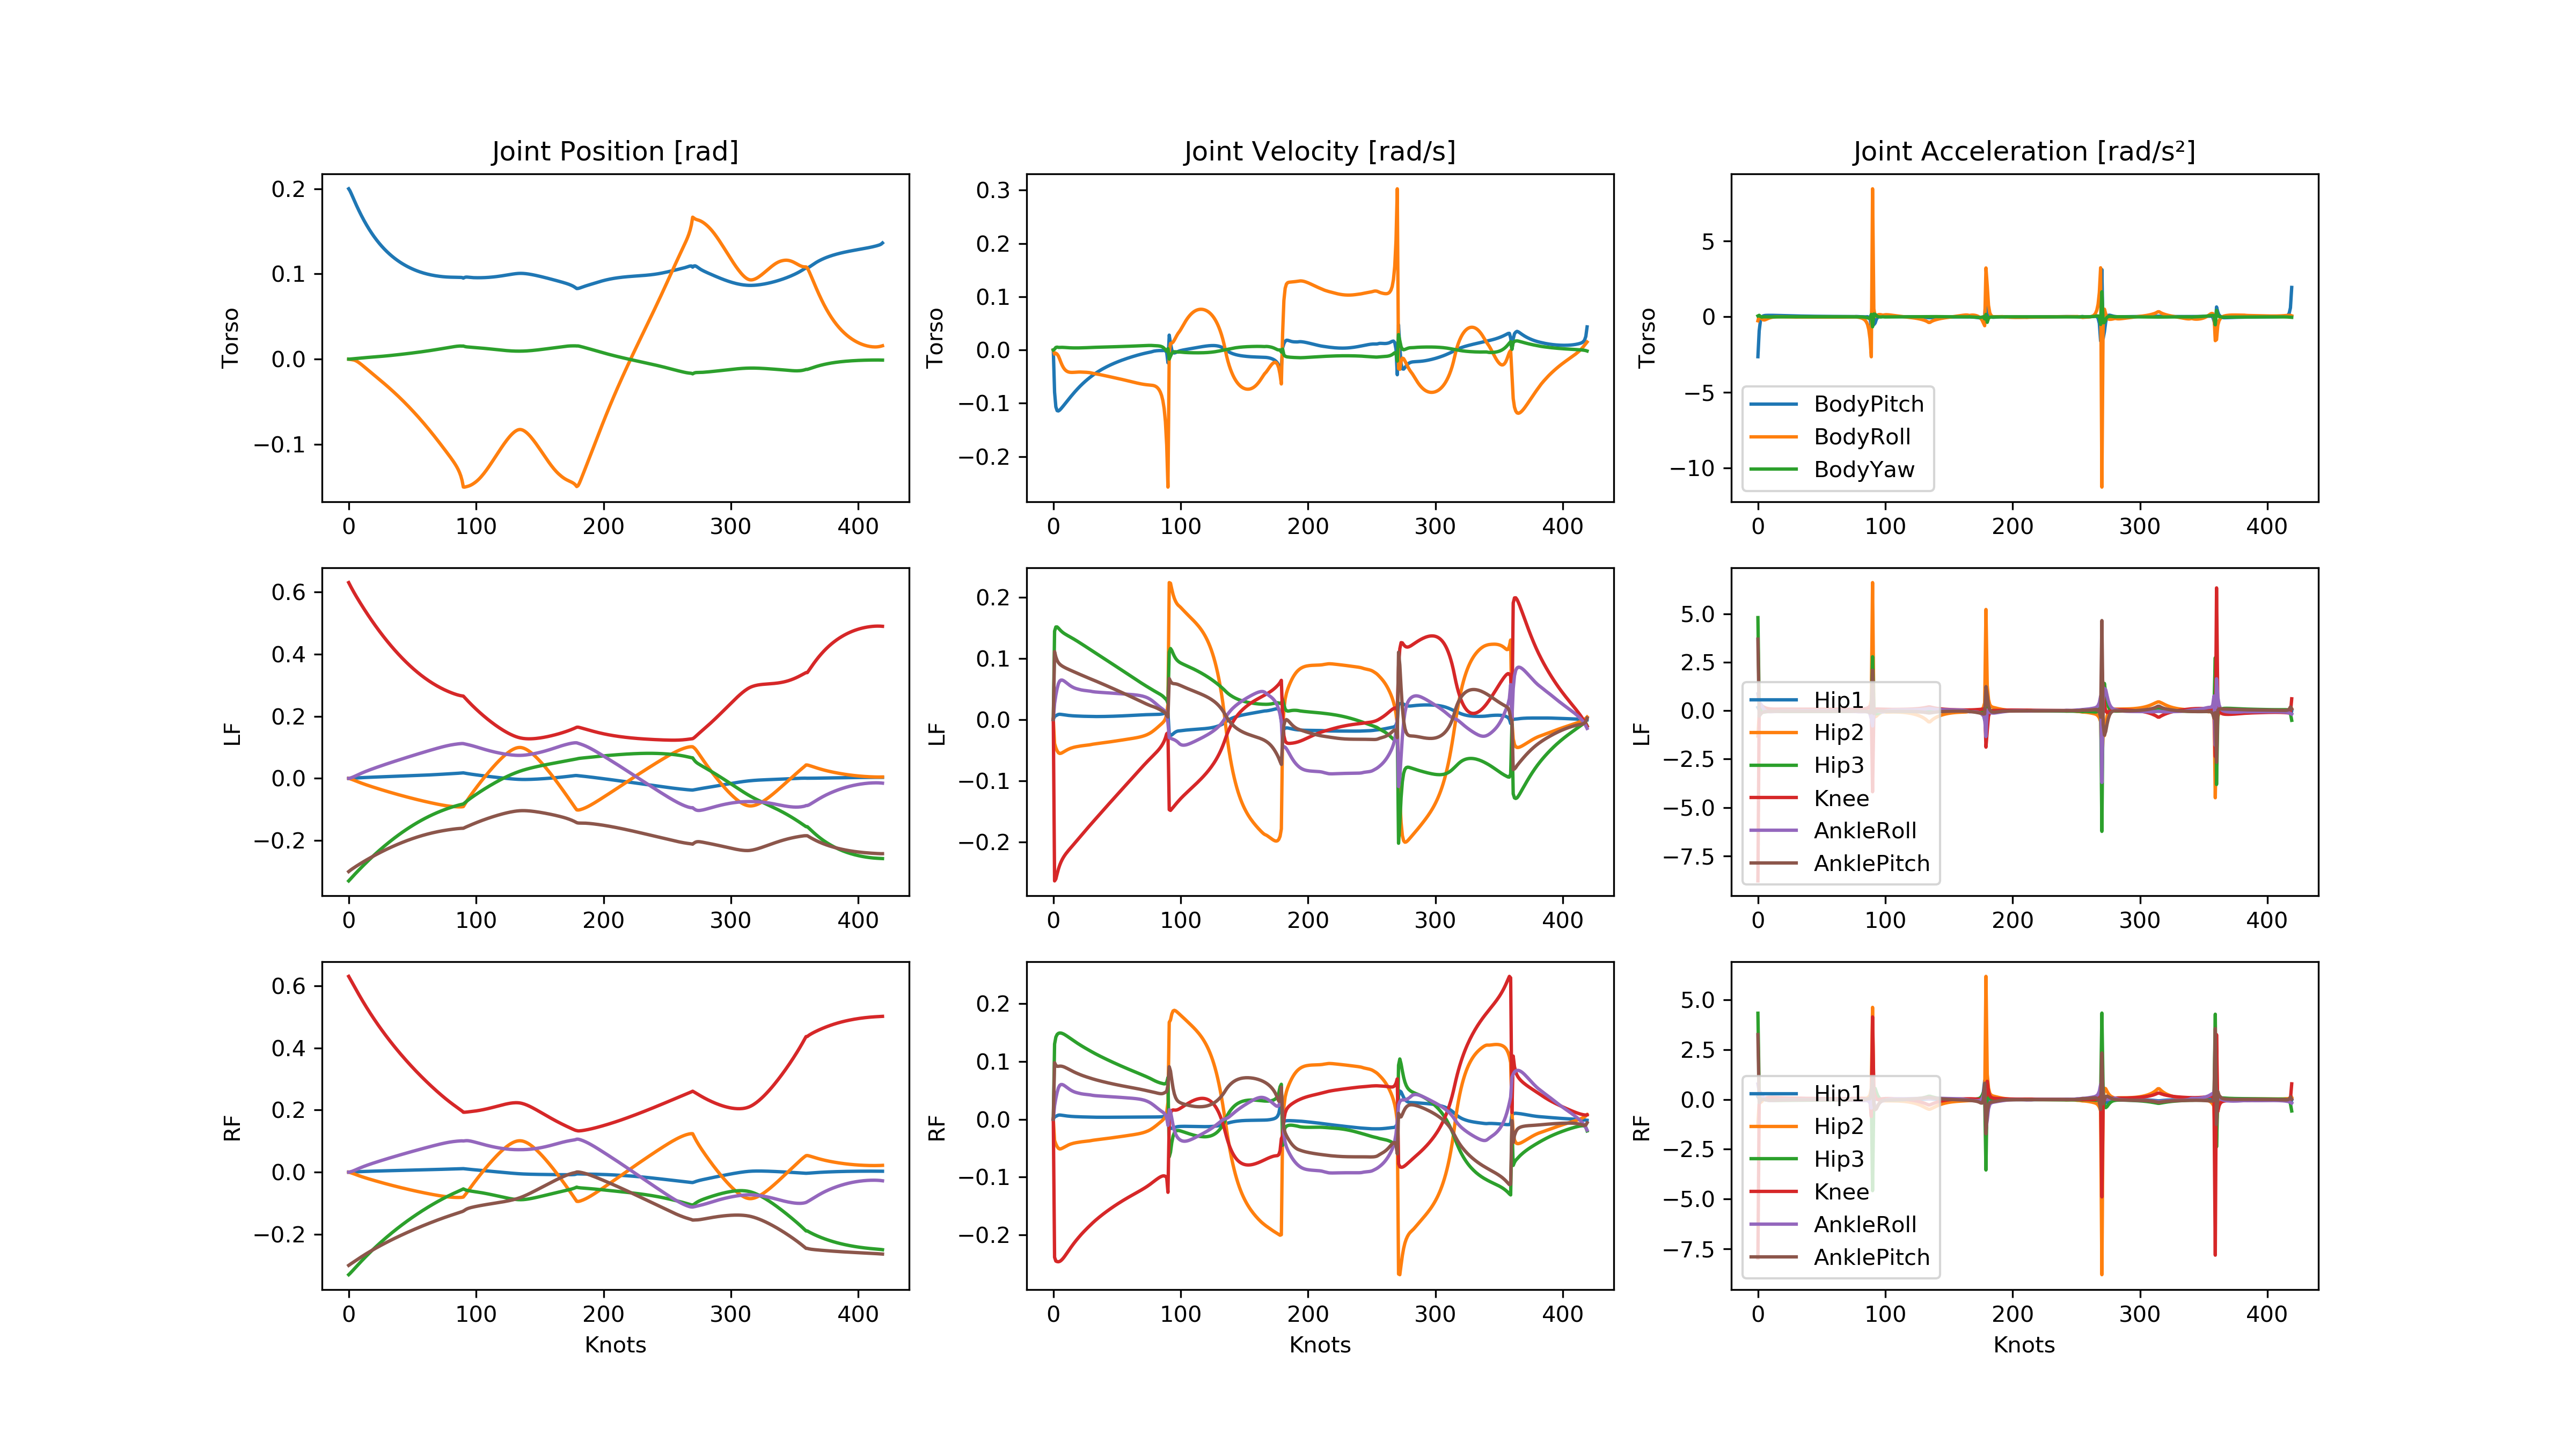 Joint Position [rad]
Joint Velocity [rad/s]
Joint Acceleration [rad/s²]
Torso
0.2
0.1
0.0
−0.1
0 100 200 300 400
Torso
0.3
0.2
0.1
0.0
−0.1
−0.2
0 100 200 300 400
Torso
5
0
−5
−10
0 100 200 300 400
BodyPitch
BodyRoll
BodyYaw
LF
0.6
0.4
0.2
0.0
−0.2
0 100 200 300 400
LF
0.2
0.1
0.0
−0.1
−0.2
0 100 200 300 400
LF
5.0
2.5
0.0
−2.5
−5.0
−7.5
0 100 200 300 400
Hip1
Hip2
Hip3
Knee
AnkleRoll
AnklePitch
RF
0.6
0.4
0.2
0.0
−0.2
0 100 200 300 400
Knots
RF
0.2
0.1
0.0
−0.1
−0.2
0 100 200 300 400
Knots
RF
5.0
2.5
0.0
−2.5
−5.0
−7.5
0 100 200 300 400
Knots
Hip1
Hip2
Hip3
Knee
AnkleRoll
AnklePitch